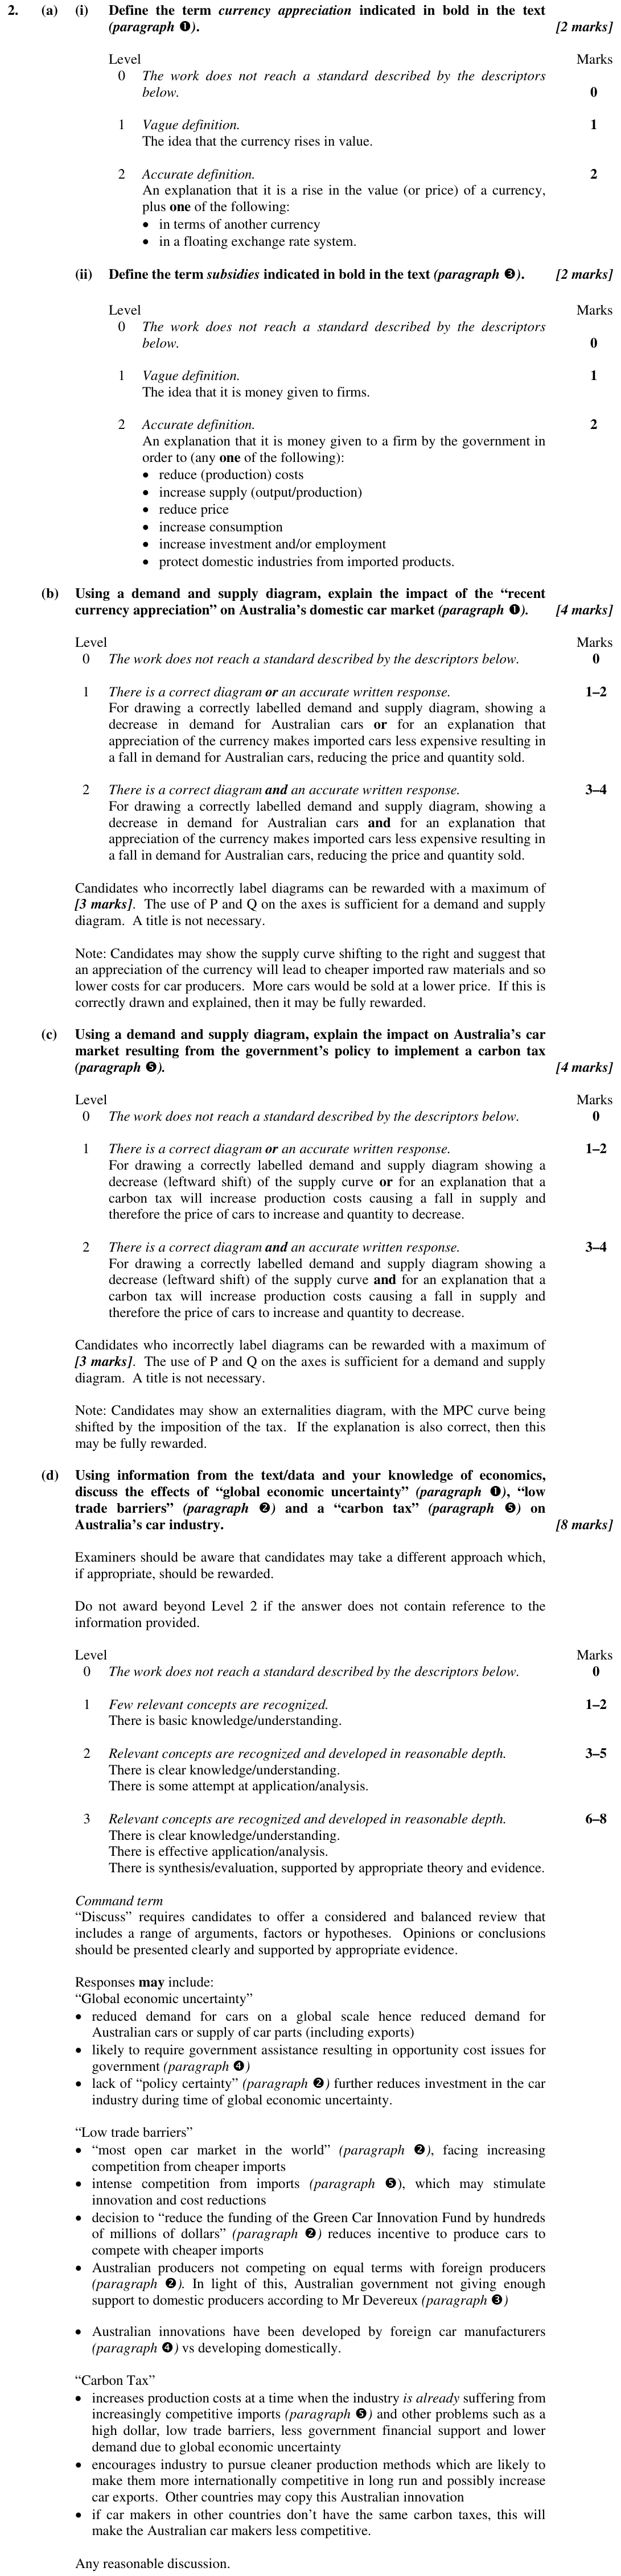 2. (a) (i) Define the term currency appreciation indicated in bold in the text
(paragraph ❶). [2 marks]
Level Marks
0 The work does not reach a standard described by the descriptors
below. 0
1 Vague definition. 1
The idea that the currency rises in value.
2 Accurate definition. 2
An explanation that it is a rise in the value (or price) of a currency,
plus one of the following:
• in terms of another currency
• in a floating exchange rate system.
(ii) Define the term subsidies indicated in bold in the text (paragraph ❸). [2 marks]
Level Marks
0 The work does not reach a standard described by the descriptors
below. 0
1 Vague definition. 1
The idea that it is money given to firms.
2 Accurate definition. 2
An explanation that it is money given to a firm by the government in
order to (any one of the following):
• reduce (production) costs
• increase supply (output/production)
• reduce price
• increase consumption
• increase investment and/or employment
• protect domestic industries from imported products.
(b) Using a demand and supply diagram, explain the impact of the “recent
currency appreciation” on Australia’s domestic car market (paragraph ❶). [4 marks]
Level Marks
0 The work does not reach a standard described by the descriptors below. 0
1 There is a correct diagram or an accurate written response. 1–2
For drawing a correctly labelled demand and supply diagram, showing a
decrease in demand for Australian cars or for an explanation that
appreciation of the currency makes imported cars less expensive resulting in
a fall in demand for Australian cars, reducing the price and quantity sold.
2 There is a correct diagram and an accurate written response. 3–4
For drawing a correctly labelled demand and supply diagram, showing a
decrease in demand for Australian cars and for an explanation that
appreciation of the currency makes imported cars less expensive resulting in
a fall in demand for Australian cars, reducing the price and quantity sold.
Candidates who incorrectly label diagrams can be rewarded with a maximum of
[3 marks]. The use of P and Q on the axes is sufficient for a demand and supply
diagram. A title is not necessary.
Note: Candidates may show the supply curve shifting to the right and suggest that
an appreciation of the currency will lead to cheaper imported raw materials and so
lower costs for car producers. More cars would be sold at a lower price. If this is
correctly drawn and explained, then it may be fully rewarded.
(c) Using a demand and supply diagram, explain the impact on Australia’s car
market resulting from the government’s policy to implement a carbon tax
(paragraph ❺). [4 marks]
Level Marks
0 The work does not reach a standard described by the descriptors below. 0
1 There is a correct diagram or an accurate written response. 1–2
For drawing a correctly labelled demand and supply diagram showing a
decrease (leftward shift) of the supply curve or for an explanation that a
carbon tax will increase production costs causing a fall in supply and
therefore the price of cars to increase and quantity to decrease.
2 There is a correct diagram and an accurate written response. 3–4
For drawing a correctly labelled demand and supply diagram showing a
decrease (leftward shift) of the supply curve and for an explanation that a
carbon tax will increase production costs causing a fall in supply and
therefore the price of cars to increase and quantity to decrease.
Candidates who incorrectly label diagrams can be rewarded with a maximum of
[3 marks]. The use of P and Q on the axes is sufficient for a demand and supply
diagram. A title is not necessary.
Note: Candidates may show an externalities diagram, with the MPC curve being
shifted by the imposition of the tax. If the explanation is also correct, then this
may be fully rewarded.
(d) Using information from the text/data and your knowledge of economics,
discuss the effects of “global economic uncertainty” (paragraph ❶), “low
trade barriers” (paragraph ❷) and a “carbon tax” (paragraph ❺) on
Australia’s car industry. [8 marks]
Examiners should be aware that candidates may take a different approach which,
if appropriate, should be rewarded.
Do not award beyond Level 2 if the answer does not contain reference to the
information provided.
Level Marks
0 The work does not reach a standard described by the descriptors below. 0
1 Few relevant concepts are recognized. 1–2
There is basic knowledge/understanding.
2 Relevant concepts are recognized and developed in reasonable depth. 3–5
There is clear knowledge/understanding.
There is some attempt at application/analysis.
3 Relevant concepts are recognized and developed in reasonable depth. 6–8
There is clear knowledge/understanding.
There is effective application/analysis.
There is synthesis/evaluation, supported by appropriate theory and evidence.
Command term
“Discuss” requires candidates to offer a considered and balanced review that
includes a range of arguments, factors or hypotheses. Opinions or conclusions
should be presented clearly and supported by appropriate evidence.
Responses may include:
“Global economic uncertainty”
• reduced demand for cars on a global scale hence reduced demand for
Australian cars or supply of car parts (including exports)
• likely to require government assistance resulting in opportunity cost issues for
government (paragraph ❹)
• lack of “policy certainty” (paragraph ❷) further reduces investment in the car
industry during time of global economic uncertainty.
“Low trade barriers”
• “most open car market in the world” (paragraph ❷), facing increasing
competition from cheaper imports
• intense competition from imports (paragraph ❺), which may stimulate
innovation and cost reductions
• decision to “reduce the funding of the Green Car Innovation Fund by hundreds
of millions of dollars” (paragraph ❷) reduces incentive to produce cars to
compete with cheaper imports
• Australian producers not competing on equal terms with foreign producers
(paragraph ❷). In light of this, Australian government not giving enough
support to domestic producers according to Mr Devereux (paragraph ❸)
• Australian innovations have been developed by foreign car manufacturers
(paragraph ❹) vs developing domestically.
“Carbon Tax”
• increases production costs at a time when the industry is already suffering from
increasingly competitive imports (paragraph ❺) and other problems such as a
high dollar, low trade barriers, less government financial support and lower
demand due to global economic uncertainty
• encourages industry to pursue cleaner production methods which are likely to
make them more internationally competitive in long run and possibly increase
car exports. Other countries may copy this Australian innovation
• if car makers in other countries don’t have the same carbon taxes, this will
make the Australian car makers less competitive.
Any reasonable discussion.